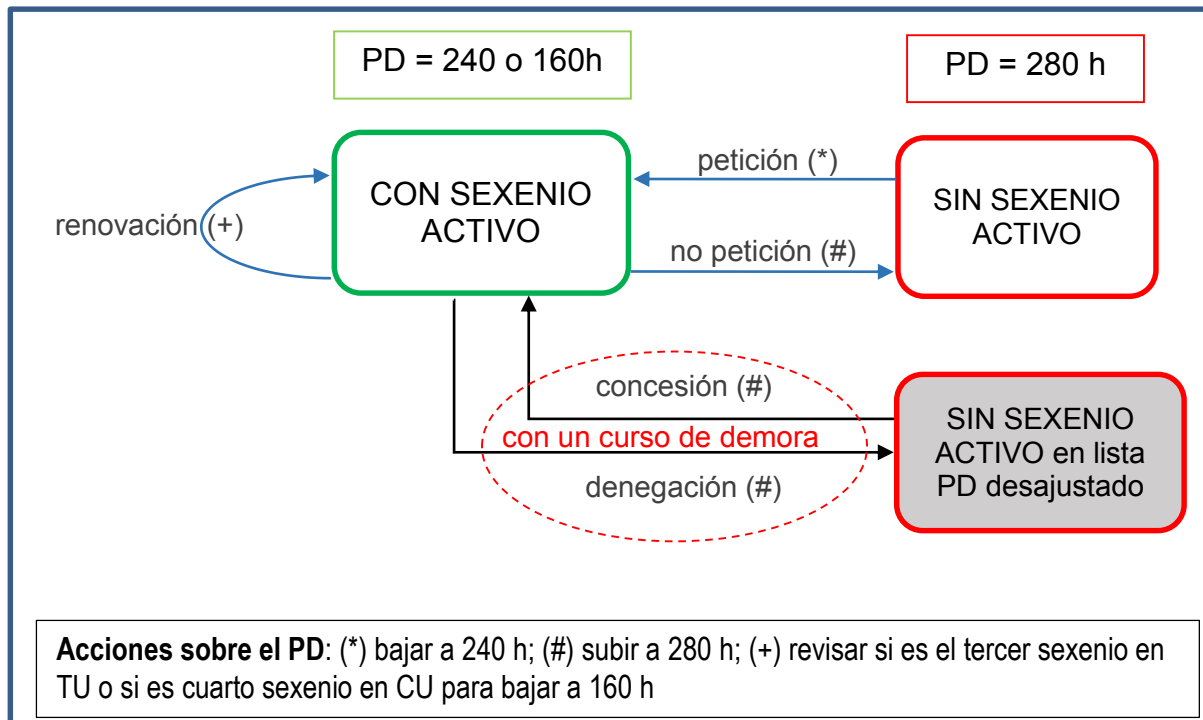 PD = 240 o 160h
PD = 280 h
petición (*)
CON SEXENIO
ACTIVO
SIN SEXENIO
ACTIVO
renovación (+)
no petición (#)
concesión (#)
con un curso de demora
denegación (#)
SIN SEXENIO
ACTIVO en lista
PD desajustado
Acciones sobre el PD: (*) bajar a 240 h; (#) subir a 280 h; (+) revisar si es el tercer sexenio en
TU o si es cuarto sexenio en CU para bajar a 160 h